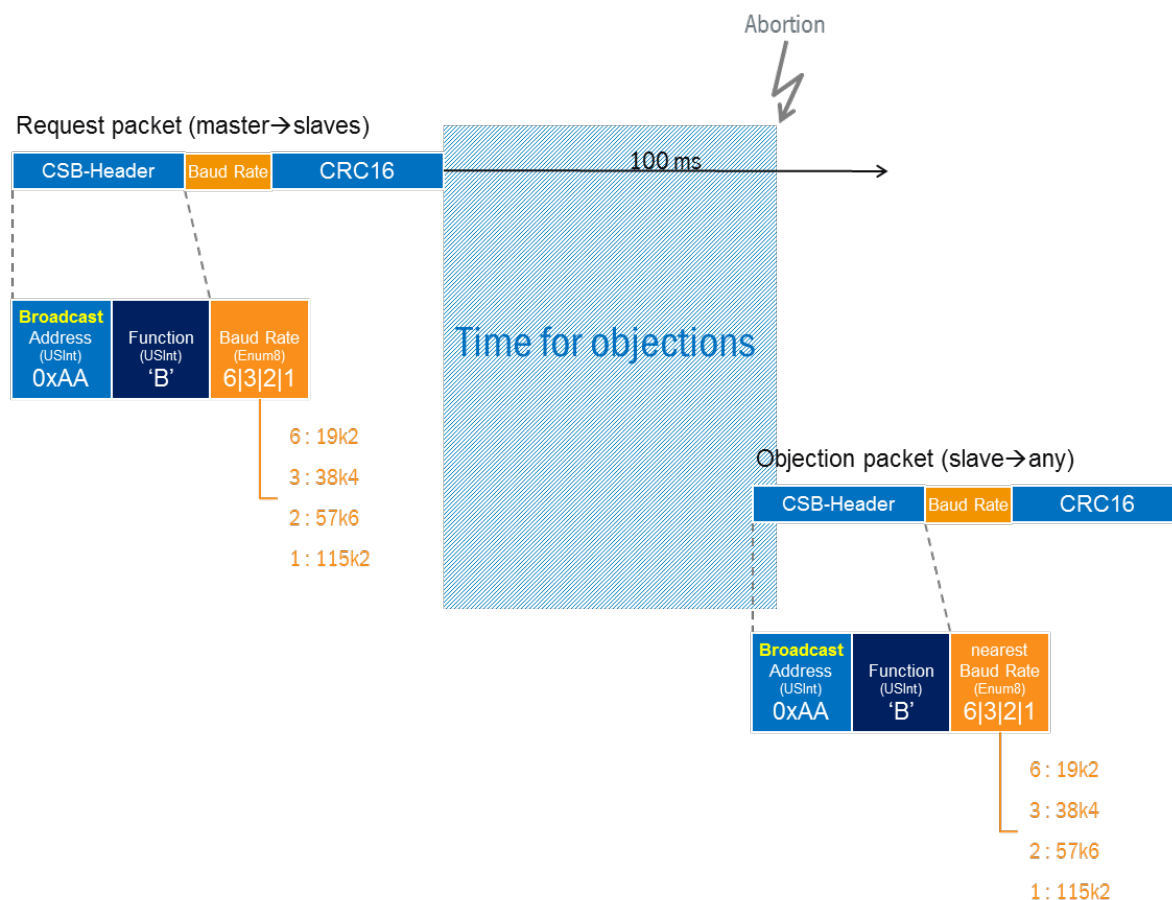 Abortion
Request packet (master→slaves)
CSB-Header Baud Rate CRC16
100 ms
Broadcast
Address
(USInt)
0xAA
Function
(USInt)
‘B’
Baud Rate
(Enum8)
6|3|2|1
Time for objections
6 : 19k2
3 : 38k4
2 : 57k6
1 : 115k2
Objection packet (slave→any)
CSB-Header Baud Rate CRC16
Broadcast
Address
(USInt)
0xAA
Function
(USInt)
‘B’
nearest
Baud Rate
(Enum8)
6|3|2|1
6 : 19k2
3 : 38k4
2 : 57k6
1 : 115k2